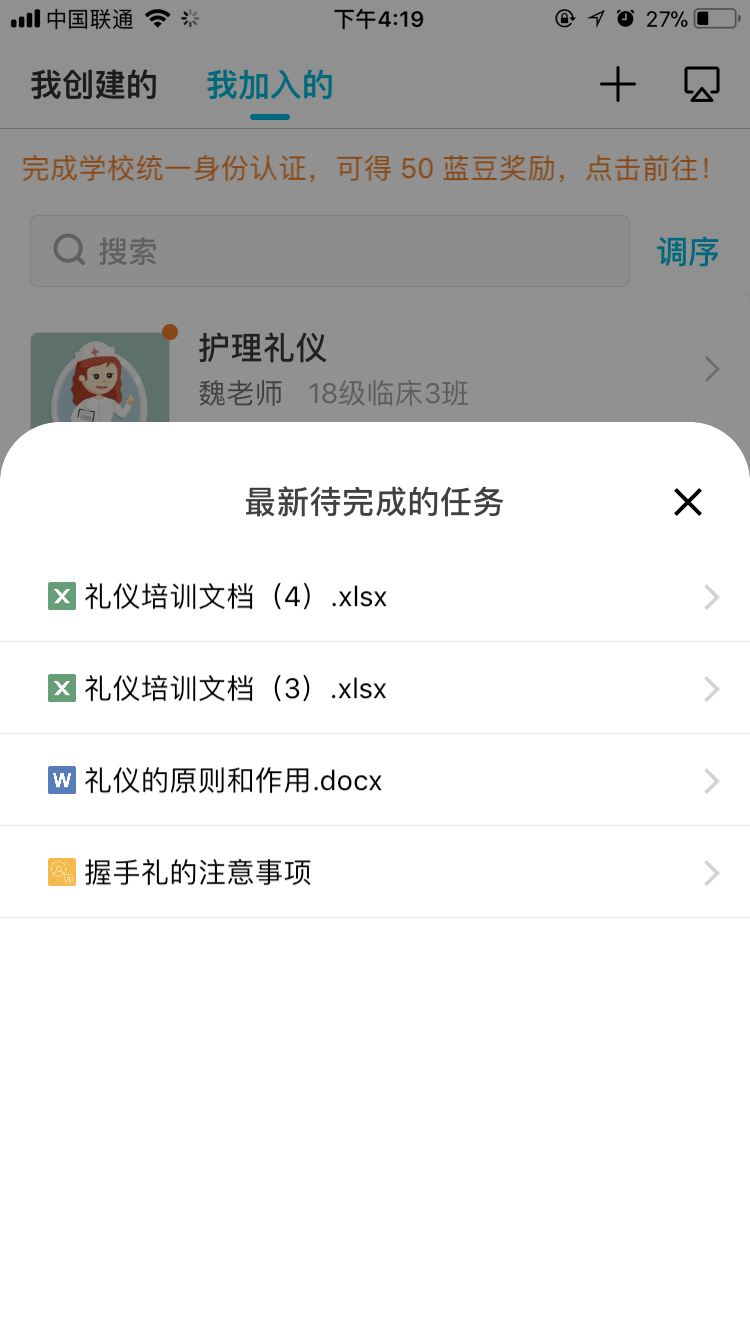 中国联通 下午4:19 27%
我创建的 我加入的
完成学校统一身份认证，可得 50 蓝豆奖励，点击前往！
搜索 调序
护理礼仪
魏老师 18级临床3班
最新待完成的任务
礼仪培训文档（4）.xlsx
礼仪培训文档（3）.xlsx
W 礼仪的原则和作用.docx
握手礼的注意事项